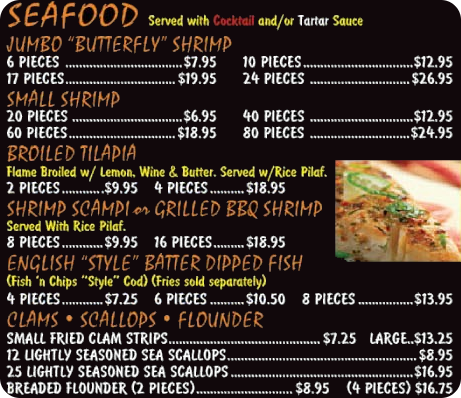 SEAFOOD Served with Cocktail and/or Tartar Sauce
JUMBO "BUTTERFLY" SHRIMP
6 PIECES ..............................$7.95 10 PIECES ..............................$12.95
17 PIECES ............................$19.95 24 PIECES ..............................$26.95
SMALL SHRIMP
20 PIECES ............................$6.95 40 PIECES ..............................$12.95
60 PIECES............................$18.95 80 PIECES ..............................$24.95
BROILED TILAPIA
Flame Broiled w/ Lemon, Wine & Butter. Served w/Rice Pilaf.
2 PIECES............$9.95 4 PIECES..........$18.95
SHRIMP SCAMPI or GRILLED BBQ SHRIMP
Served With Rice Pilaf.
8 PIECES............$9.95 16 PIECES.........$18.95
ENGLISH "STYLE" BATTER DIPPED FISH
(Fish 'n Chips "Style" Cod) (Fries sold separately)
4 PIECES............$7.25 6 PIECES ............$10.50 8 PIECES ................$13.95
CLAMS • SCALLOPS • FLOUNDER
SMALL FRIED CLAM STRIPS............................................ $7.25 LARGE..$13.25
12 LIGHTLY SEASONED SEA SCALLOPS....................................................... $8.95
25 LIGHTLY SEASONED SEA SCALLOPS.....................................................$16.95
BREADED FLOUNDER (2 PIECES)............................ $8.95 (4 PIECES) $16.75